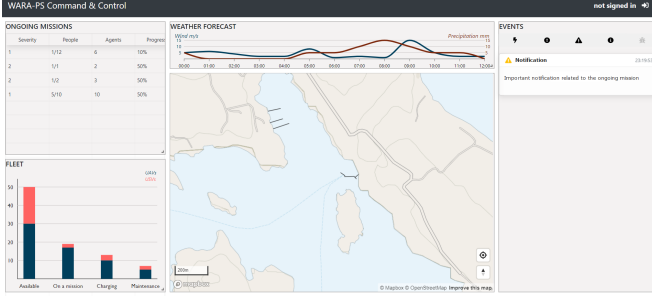 WARA-PS Command & Control
not signed in
ONGOING MISSIONS
Severity People Agents Progress
1 1/12 6 10%
2 1/1 2 50%
2 1/2 3 50%
1 5/10 10 50%
FLEET
50
40
30
20
10
Available On a mission Charging Maintenance
WEATHER FORECAST
Wind m/s Precipitation mm
15 15
10 10
5 5
00:00 01:00 02:00 03:00 04:00 05:00 06:00 07:00 08:00 09:00 10:00 11:00 12:00
200m
mapbox
© Mapbox © OpenStreetMap Improve this map
EVENTS
Notification
Important notification related to the ongoing mission